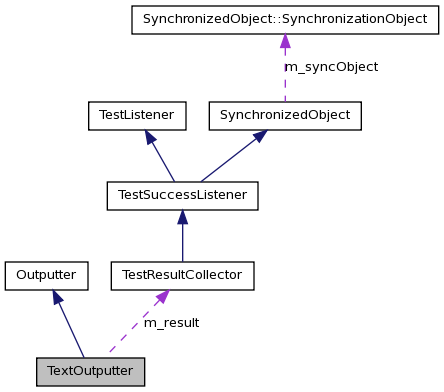 SynchronizedObject::SynchronizationObject
m_syncObject
TestListener
SynchronizedObject
TestSuccessListener
Outputter
TestResultCollector
m_result
TextOutputter